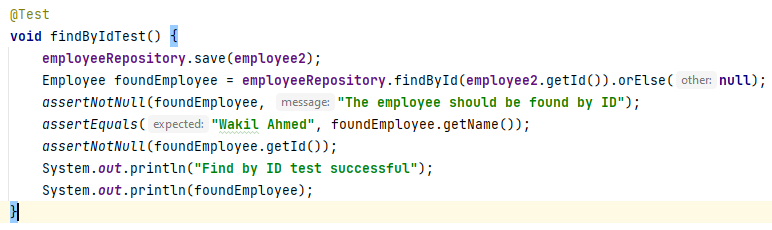 @Test
void findByIdTest() {
    employeeRepository.save(employee2);
    Employee foundEmployee = employeeRepository.findById(employee2.getId()).orElse( other: null);
    assertNotNull(foundEmployee, message: "The employee should be found by ID");
    assertEquals( expected: "Wakil Ahmed", foundEmployee.getName());
    assertNotNull(foundEmployee.getId());
    System.out.println("Find by ID test successful");
    System.out.println(foundEmployee);
}